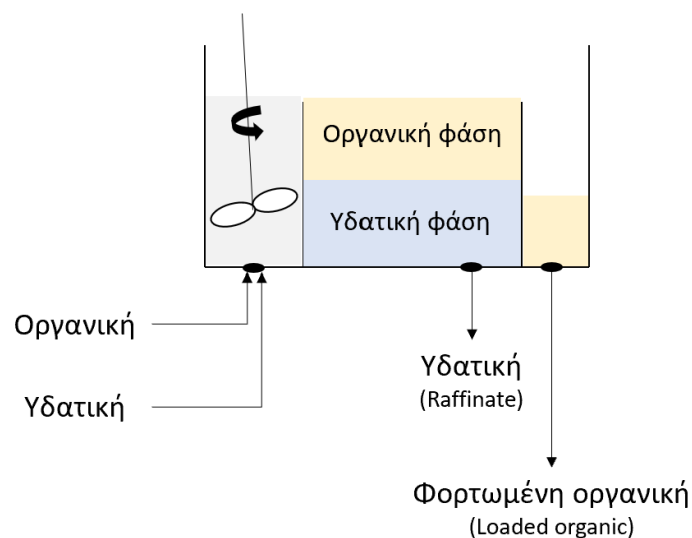 Οργανική φάση
Υδατική φάση
Οργανική
Υδατική
Υδατική
(Raffinate)
Φορτωμένη οργανική
(Loaded organic)